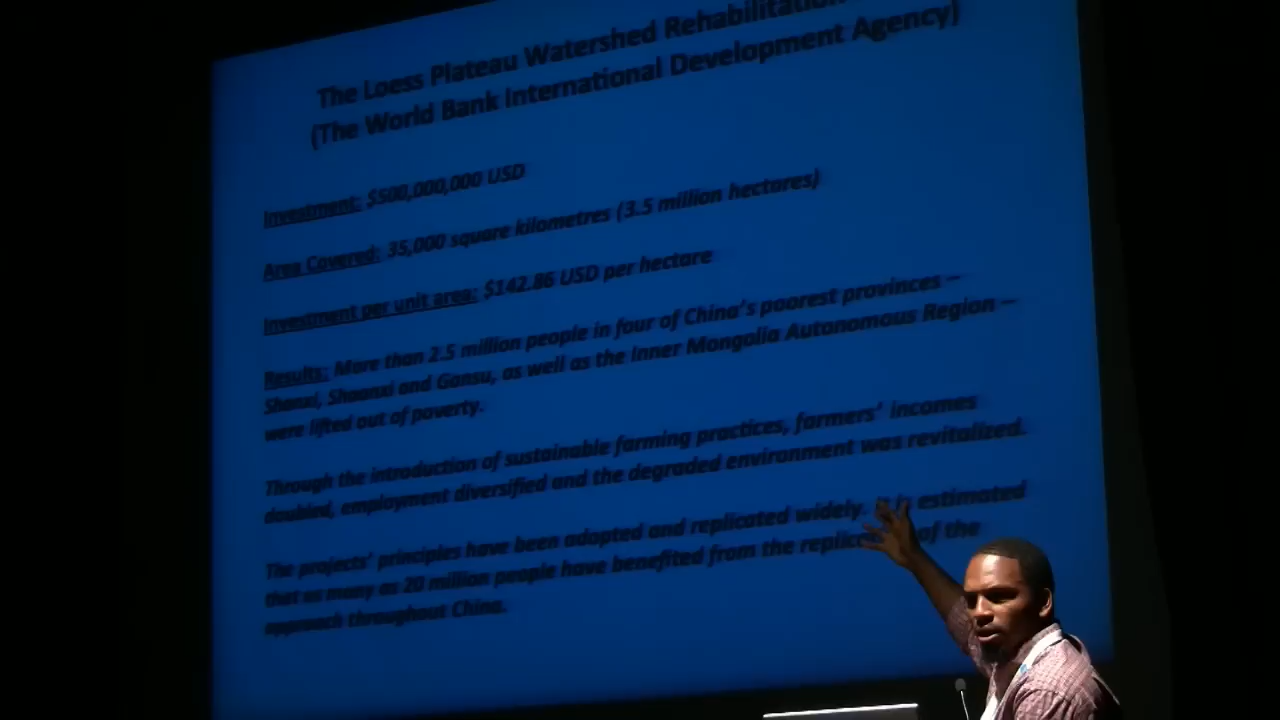 The Loess Plateau Watershed Rehabilitation
(The World Bank International Development Agency)
Investment: $500,000,000 USD
Area Covered: 35,000 square kilometres (3.5 million hectares)
Investment per unit area: $142.86 USD per hectare
Results: More than 2.5 million people in four of China's poorest provinces –
Shanxi, Shaanxi and Gansu, as well as the Inner Mongolia Autonomous Region –
were lifted out of poverty.
Through the introduction of sustainable farming practices, farmers' incomes
doubled, employment diversified and the degraded environment was revitalized.
The projects' principles have been adopted and replicated widely. It is estimated
that as many as 20 million people have benefited from the of the
approach throughout China.